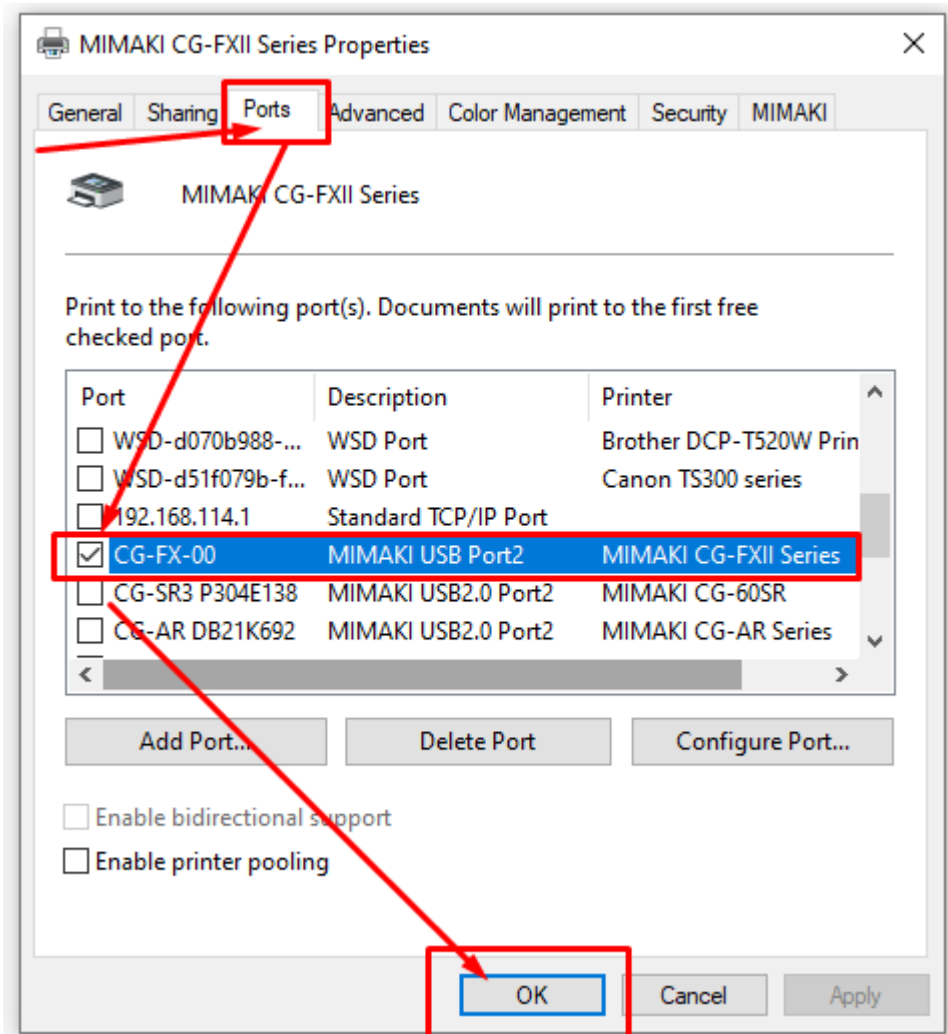 MIMAKI CG-FXII Series Properties
General Sharing Ports Advanced Color Management Security MIMAKI
MIMAKI CG-FXII Series
Print to the following port(s). Documents will print to the first free
checked port.
Port Description Printer
WSD-d070b988-... WSD Port Brother DCP-T520W Prin
WSD-d51f079b-f... WSD Port Canon TS300 series
192.168.114.1 Standard TCP/IP Port
CG-FX-00 MIMAKI USB Port2 MIMAKI CG-FXII Series
CG-SR3 P304E138 MIMAKI USB2.0 Port2 MIMAKI CG-60SR
CG-AR DB21K692 MIMAKI USB2.0 Port2 MIMAKI CG-AR Series
Add Port... Delete Port Configure Port...
Enable bidirectional support
Enable printer pooling
OK Cancel Apply